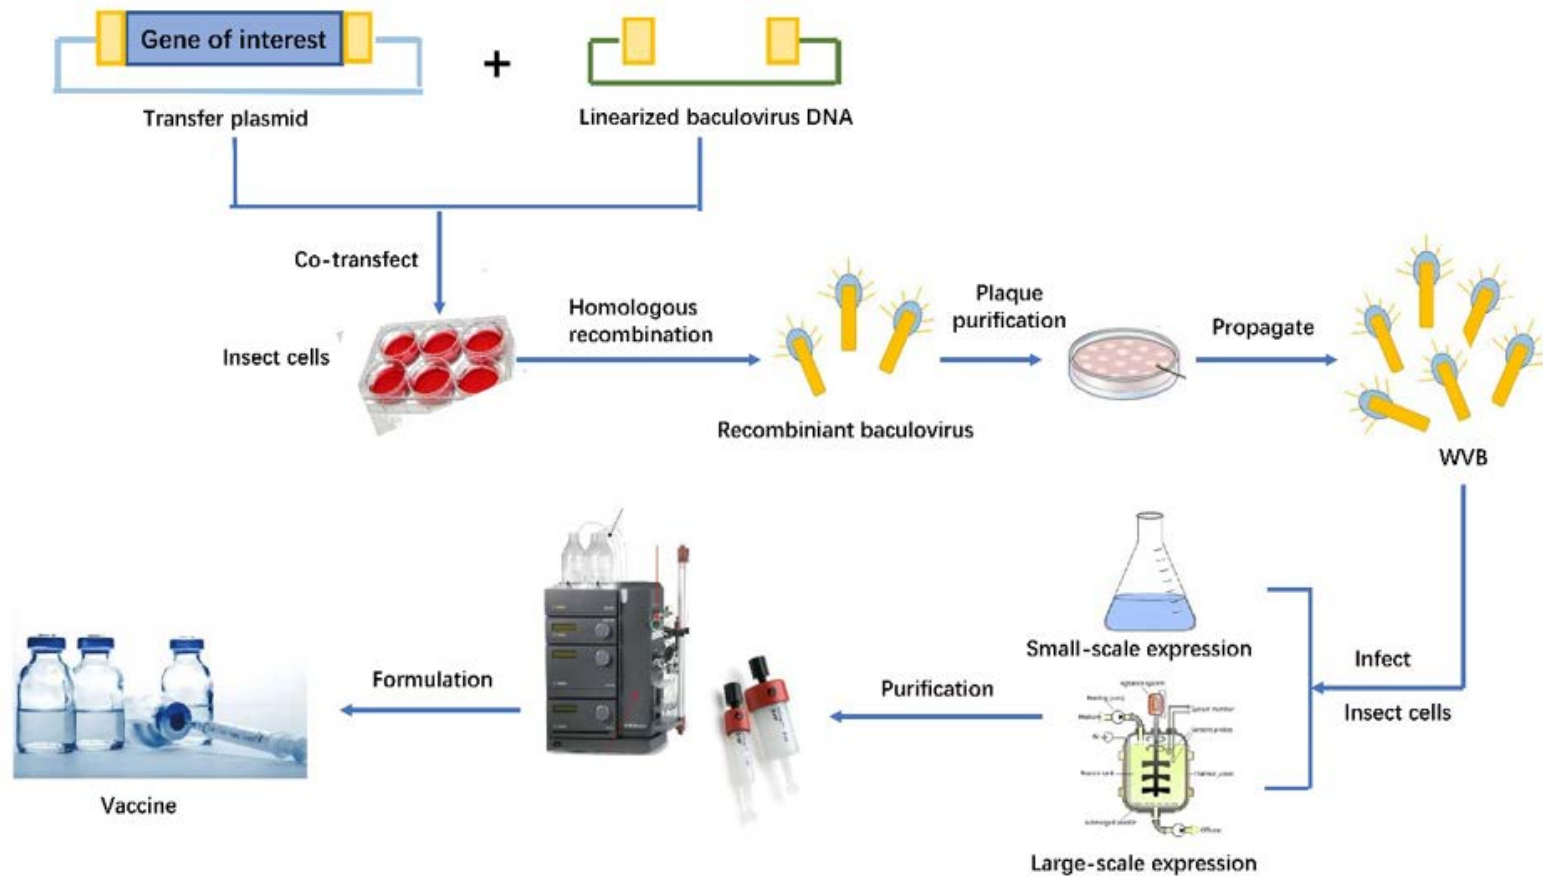 Gene of interest
+
Transfer plasmid
Linearized baculovirus DNA
Co-transfect
Insect cells
Homologous
recombination
Recombiniant baculovirus
Plaque
purification
Propagate
WVB
Small-scale expression
Infect
Insect cells
Large-scale expression
Purification
Formulation
Vaccine